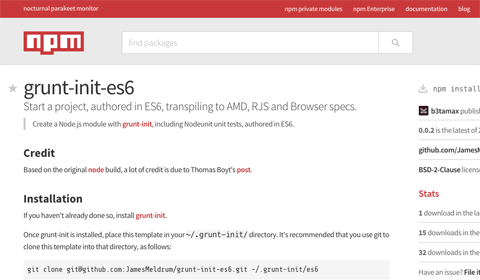 nocturnal parakeet monitor
npm private modules npm Enterprise documentation blog
npm
find packages
grunt-init-es6
Start a project, authored in ES6, transpiling to AMD, RJS and Browser specs.
Create a Node.js module with grunt-init, including Nodeunit unit tests, authored in ES6.
Credit
Based on the original node build, a lot of credit is due to Thomas Boyt's post.
Installation
If you haven't already done so, install grunt-init.
Once grunt-init is installed, place this template in your ~/.grunt-init/ directory. It's recommended that you use git to
clone this template into that directory, as follows:
git clone git@github.com:JamesMeldrum/grunt-init-es6.git ~/.grunt-init/es6
npm install
b3tamax publis
0.0.2 is the latest of 2
github.com/JamesM
BSD-2-Clause license
Stats
1 download in the la
15 downloads in the
32 downloads in the
Have an issue? File it